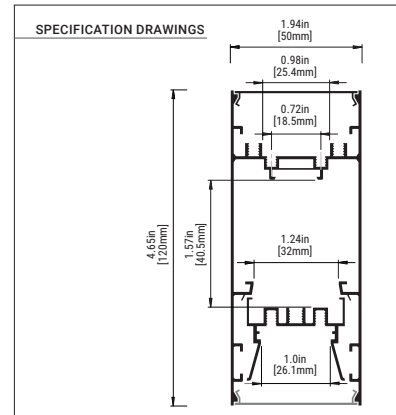 SPECIFICATION DRAWINGS
1.94in
[50mm]
0.98in
[25.4mm]
0.72in
[18.5mm]
4.65in
[120mm]
1.57in
[40.5mm]
1.24in
[32mm]
1.0in
[26.1mm]